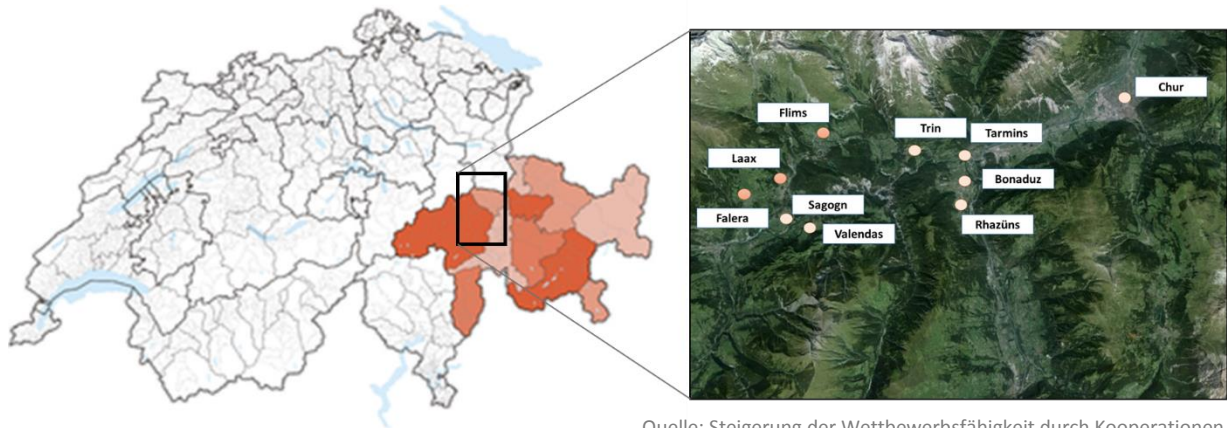 Chur
Flims
Trin
Tarmins
Laax
Bonaduz
Sagogn
Falera
Rhazüns
Valendas
Quelle: Steigerung der Wettbewerbsfähigkeit durch Kooperationen